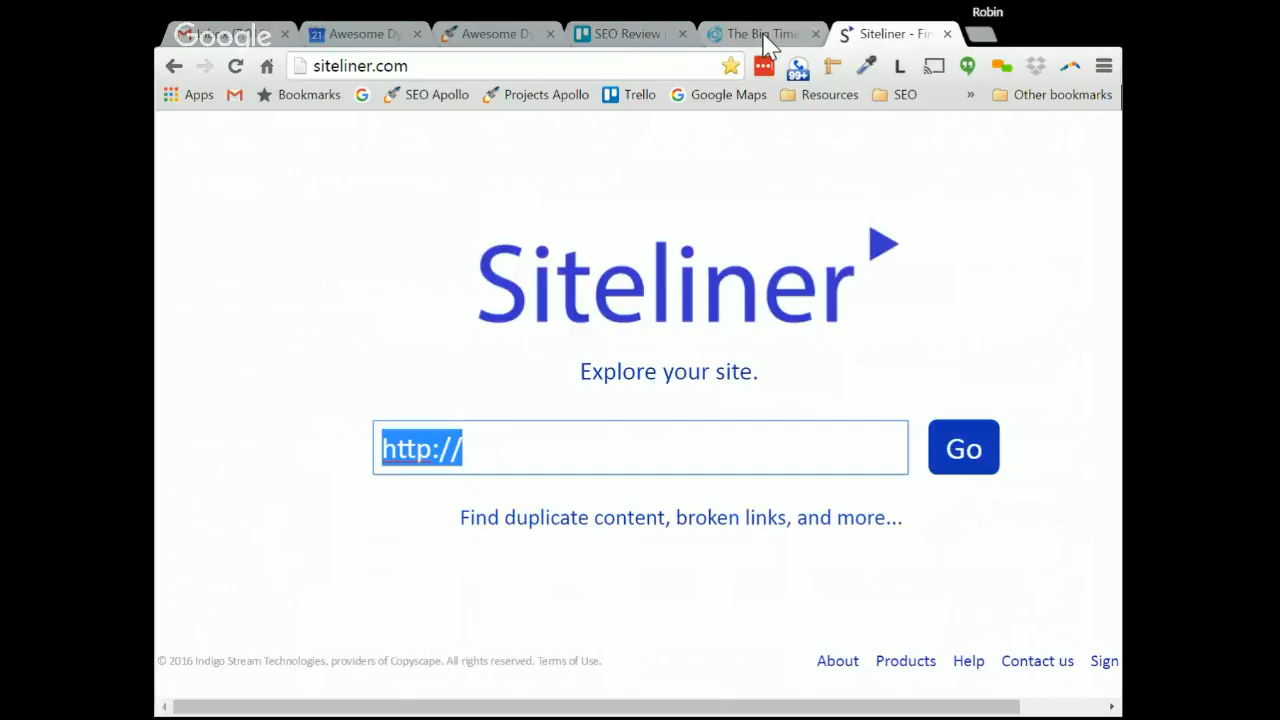 Robin
Google
Awesome Dy
Awesome Dy
SEO Review
The Big Time
Siteliner - Fin
siteliner.com
99+
L
Apps
Bookmarks
SEO Apollo
Projects Apollo
Trello
Google Maps
Resources
SEO
»
Other bookmarks
Siteliner
Explore your site.
http://
Go
Find duplicate content, broken links, and more...
© 2016 Indigo Stream Technologies, providers of Copyscape. All rights reserved. Terms of Use.
About
Products
Help
Contact us
Sign